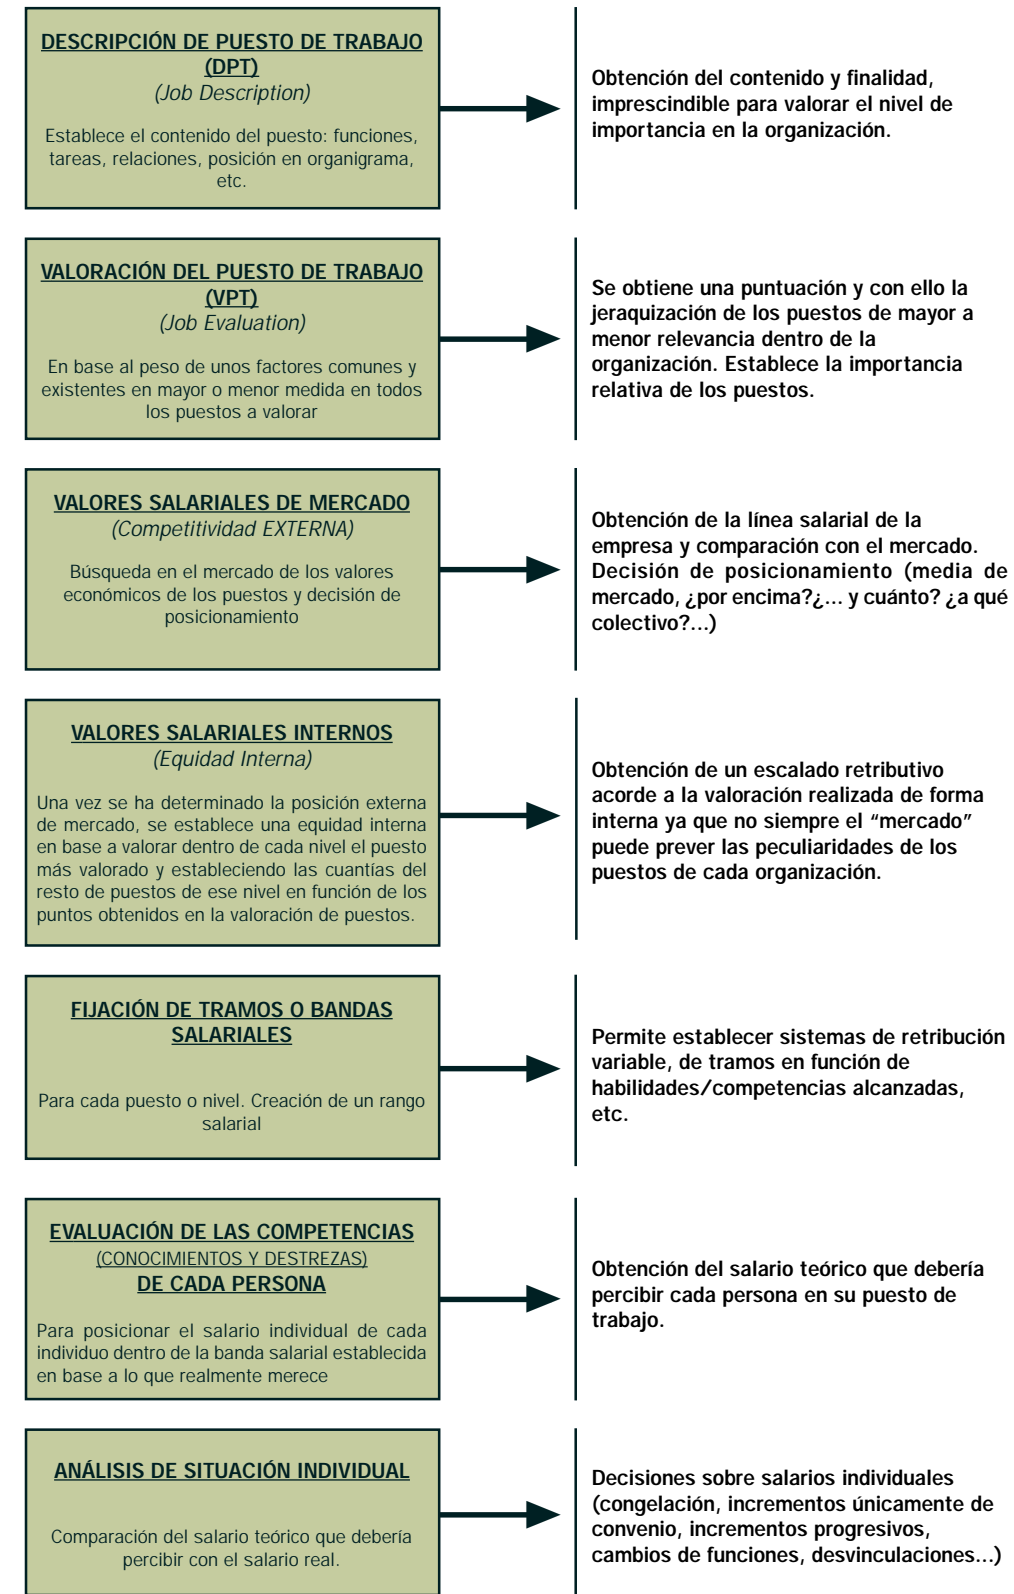 DESCRIPCIÓN DE PUESTO DE TRABAJO
(DPT)
(Job Description)
Establece el contenido del puesto: funciones,
tareas, relaciones, posición en organigrama,
etc.
Obtención del contenido y finalidad,
imprescindible para valorar el nivel de
importancia en la organización.
VALORACIÓN DEL PUESTO DE TRABAJO
(VPT)
(Job Evaluation)
En base al peso de unos factores comunes y
existentes en mayor o menor medida en todos
los puestos a valorar
Se obtiene una puntuación y con ello la
jeraquización de los puestos de mayor a
menor relevancia dentro de la
organización. Establece la importancia
relativa de los puestos.
VALORES SALARIALES DE MERCADO
(Competitividad EXTERNA)
Búsqueda en el mercado de los valores
económicos de los puestos y decisión de
posicionamiento
Obtención de la línea salarial de la
empresa y comparación con el mercado.
Decisión de posicionamiento (media de
mercado, ¿por encima?¿... y cuánto? ¿a qué
colectivo?...)
VALORES SALARIALES INTERNOS
(Equidad Interna)
Una vez se ha determinado la posición externa
de mercado, se establece una equidad interna
en base a valorar dentro de cada nivel el puesto
más valorado y estableciendo las cuantías del
resto de puestos de ese nivel en función de los
puntos obtenidos en la valoración de puestos.
Obtención de un escalado retributivo
acorde a la valoración realizada de forma
interna ya que no siempre el “mercado”
puede prever las peculiaridades de los
puestos de cada organización.
FIJACIÓN DE TRAMOS O BANDAS
SALARIALES
Para cada puesto o nivel. Creación de un rango
salarial
Permite establecer sistemas de retribución
variable, de tramos en función de
habilidades/competencias alcanzadas,
etc.
EVALUACIÓN DE LAS COMPETENCIAS
(CONOCIMIENTOS Y DESTREZAS)
DE CADA PERSONA
Para posicionar el salario individual de cada
individuo dentro de la banda salarial establecida
en base a lo que realmente merece
Obtención del salario teórico que debería
percibir cada persona en su puesto de
trabajo.
ANÁLISIS DE SITUACIÓN INDIVIDUAL
Comparación del salario teórico que debería
percibir con el salario real.
Decisiones sobre salarios individuales
(congelación, incrementos únicamente de
convenio, incrementos progresivos,
cambios de funciones, desvinculaciones...)